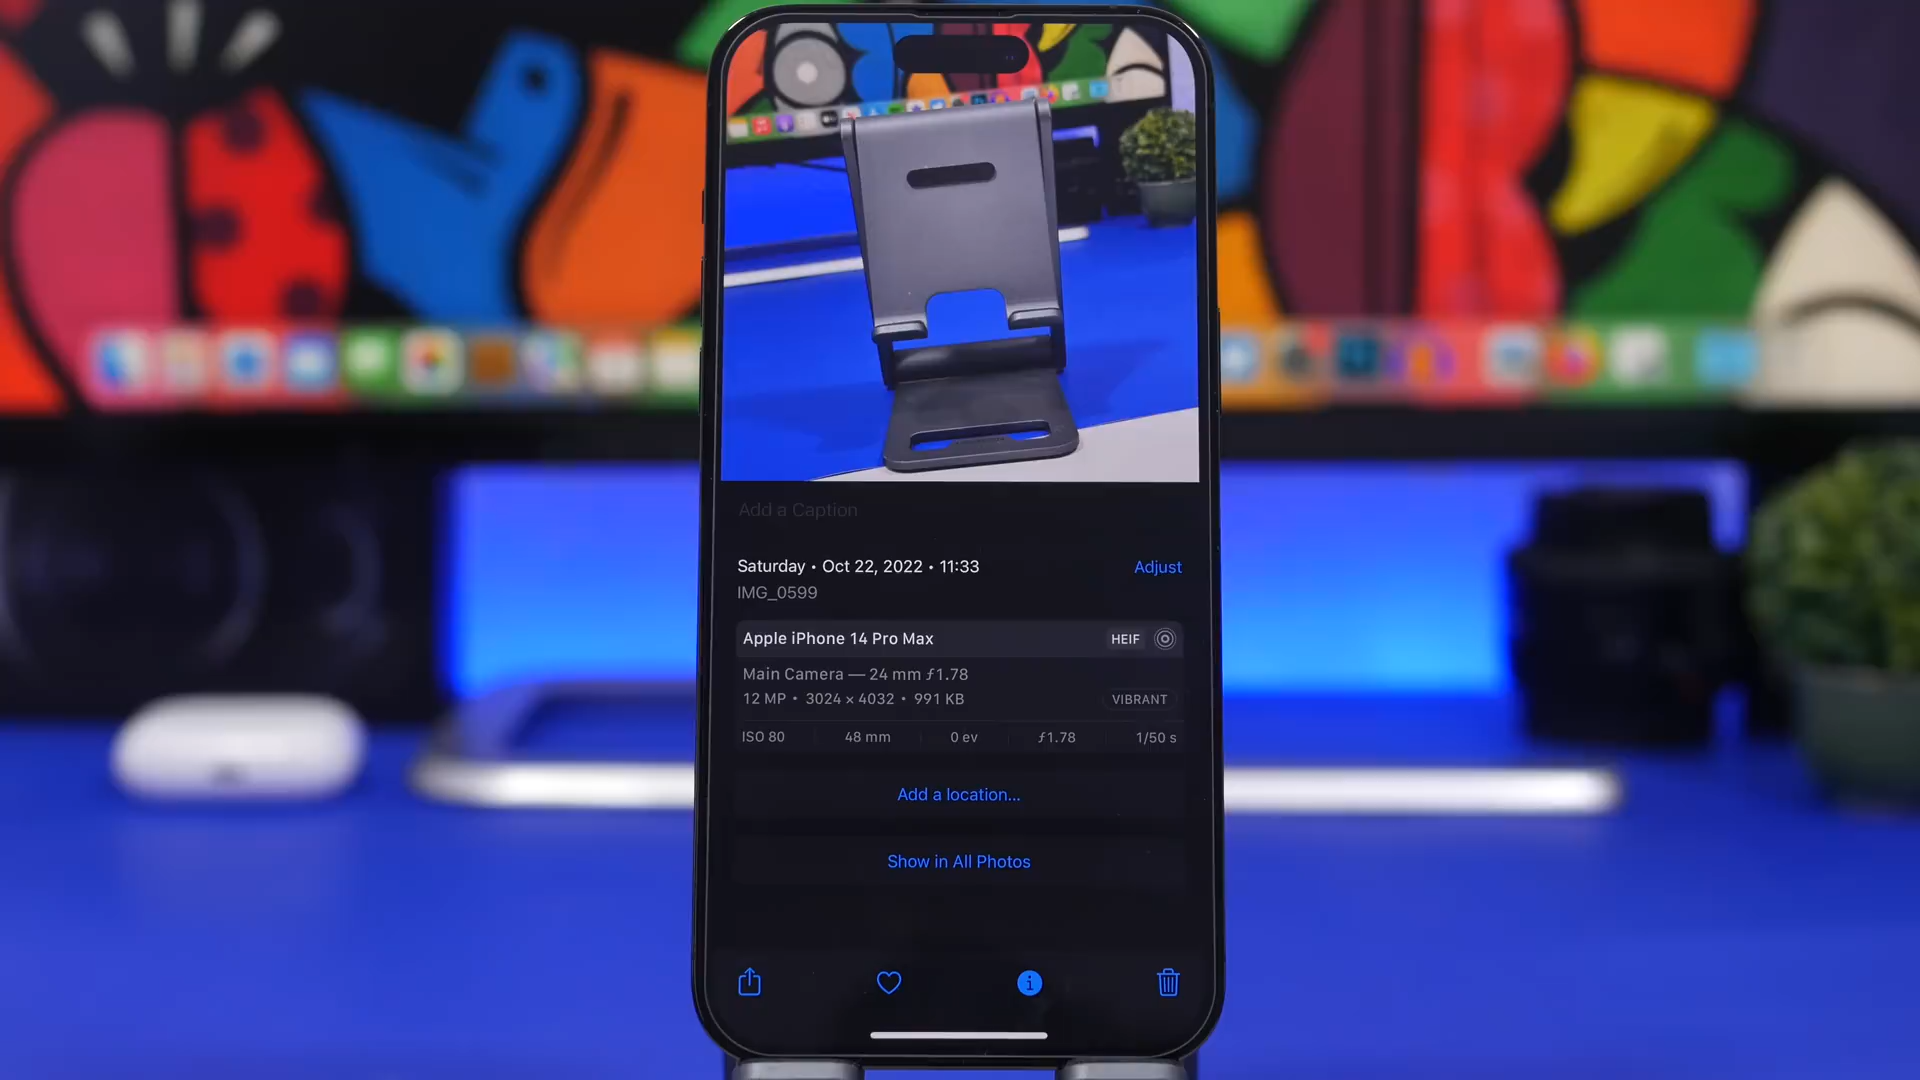 Add a Caption
Saturday • Oct 22, 2022 • 11:33
Adjust
IMG_0599
Apple iPhone 14 Pro Max
HEIF
Main Camera — 24 mm ƒ1.78
12 MP • 3024 × 4032 • 991 KB
VIBRANT
ISO 80
48 mm
0 ev
ƒ1.78
1/50 s
Add a location...
Show in All Photos